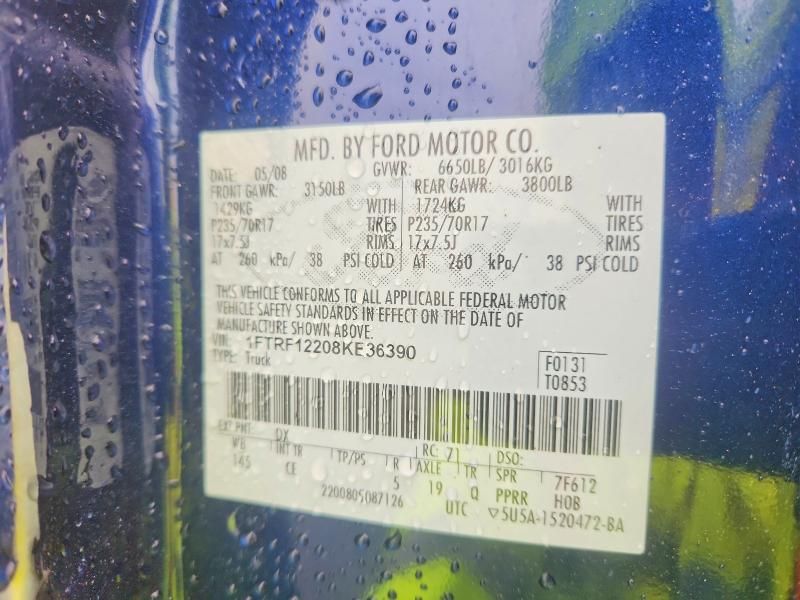 MFD. BY FORD MOTOR CO.
DATE: 05/08 GVWR: 6650LB/ 3016KG
FRONT GAWR: 3150LB REAR GAWR: 3800LB
1429KG WITH 1724KG WITH
P235/70R17 TIRES P235/70R17 TIRES
17x7.5J RIMS 17x7.5J RIMS
AT 260 kPa/ 38 PSI COLD AT 260 kPa/ 38 PSI COLD
THIS VEHICLE CONFORMS TO ALL APPLICABLE FEDERAL MOTOR
VEHICLE SAFETY STANDARDS IN EFFECT ON THE DATE OF
MANUFACTURE SHOWN ABOVE.
VIN: 1FTRF12208KE36390
TYPE: Truck F0131
T0853
EXT PNT: DX RC: 71 DSO:
WB INT TR TP/PS R AXLE TR SPR 7F612
145 CE 5 19 Q PPRR HOB
2200805087126 UTC ▽5U5A-1520472-BA